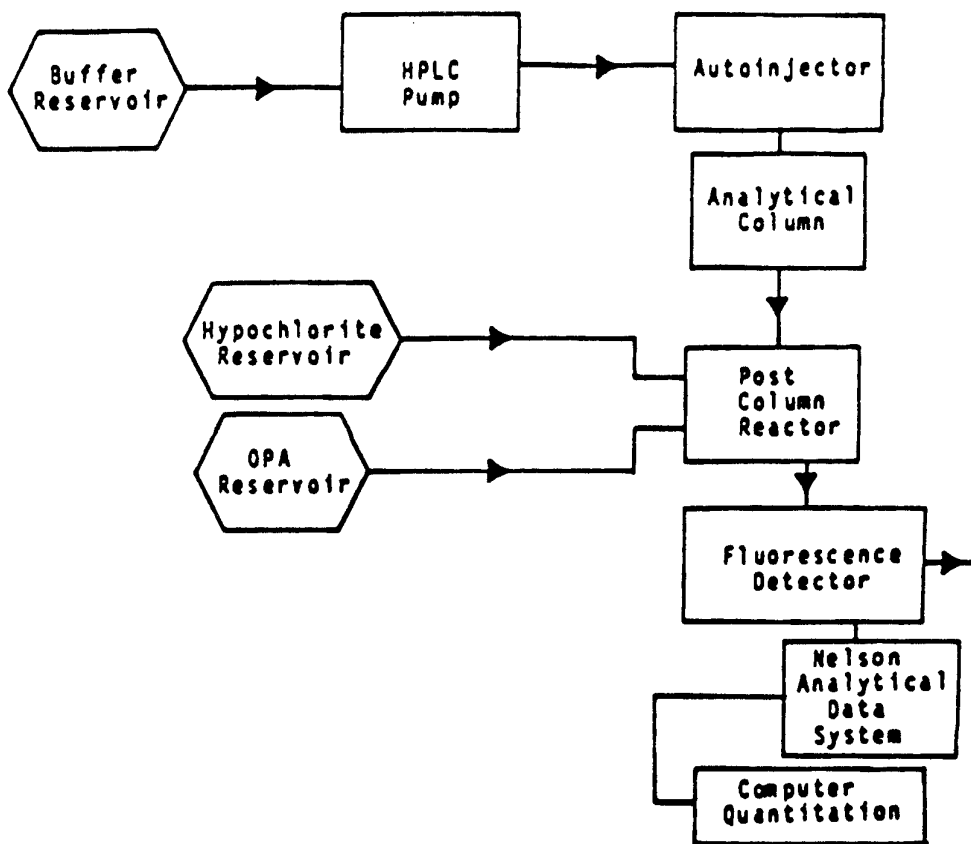 Buffer
Reservoir
HPLC
Pump
Autoinjector
Analytical
Column
Hypochlorite
Reservoir
Post
Column
Reactor
OPA
Reservoir
Fluorescence
Detector
Nelson
Analytical
Data
System
Computer
Quantitation